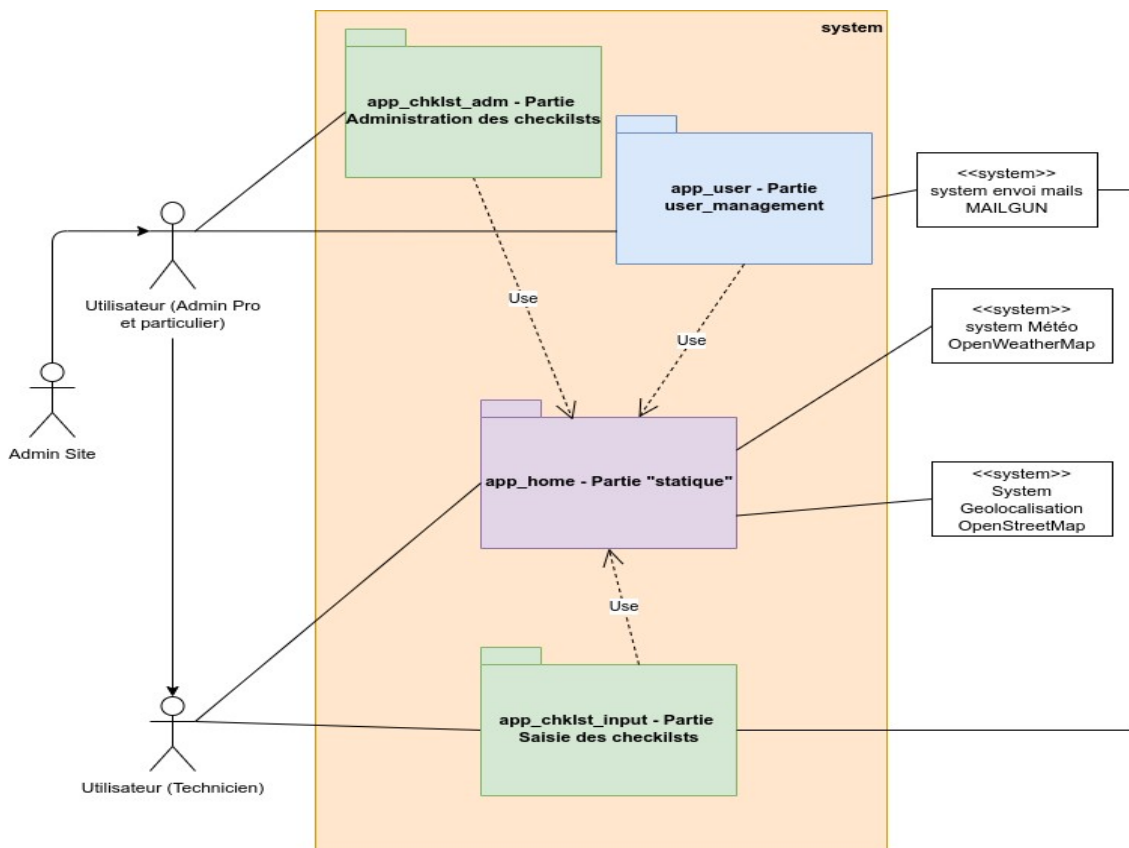 system
app_chklst_adm - Partie
Administration des checkilsts
app_user - Partie
user_management
<<system>>
system envoi mails
MAILGUN
Utilisateur (Admin Pro
et particulier)
Use
Use
<<system>>
system Météo
OpenWeatherMap
Admin Site
app_home - Partie "statique"
<<system>>
System
Geolocalisation
OpenStreetMap
Use
app_chklst_input - Partie
Saisie des checkilsts
Utilisateur (Technicien)